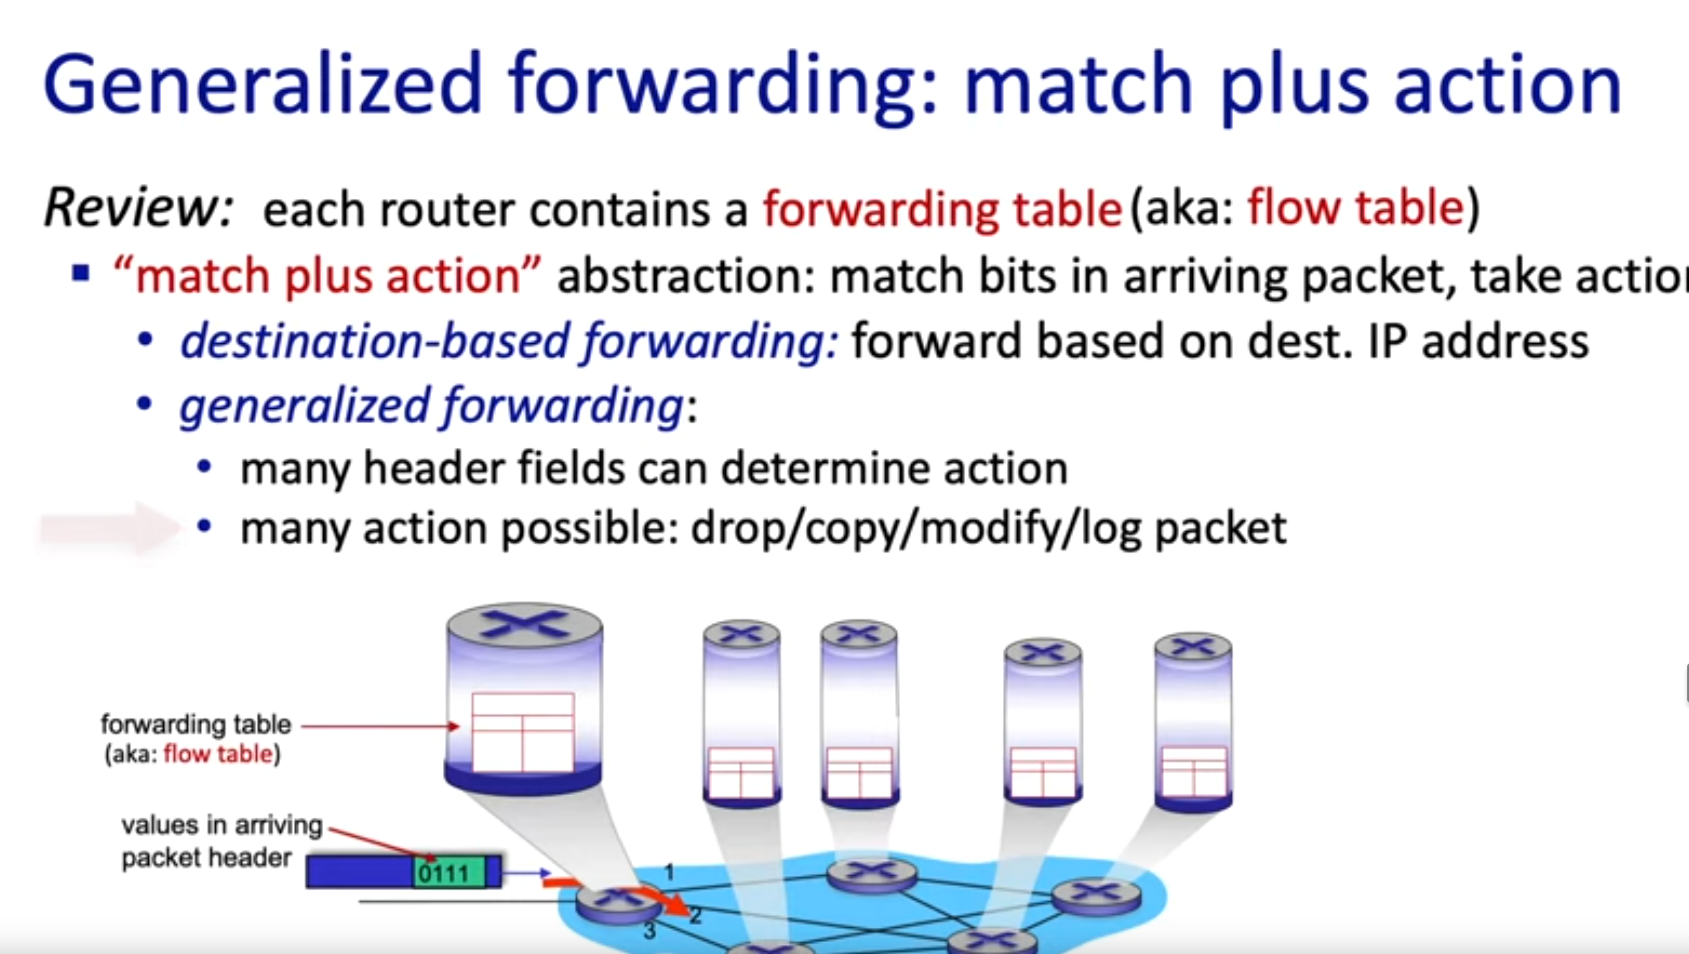 Generalized forwarding: match plus action
Review: each router contains a forwarding table (aka: flow table)
“match plus action” abstraction: match bits in arriving packet, take
destination-based forwarding: forward based on dest. IP address
generalized forwarding:
many header fields can determine action
many action possible: drop/copy/modify/log packet
forwarding table
(aka: flow table)
values in arriving
packet header
0111
1
2
3